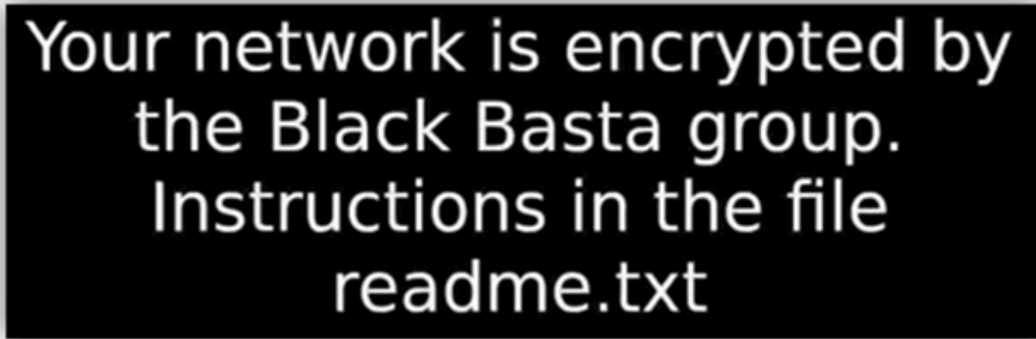 Your network is encrypted by
the Black Basta group.
Instructions in the file
readme.txt